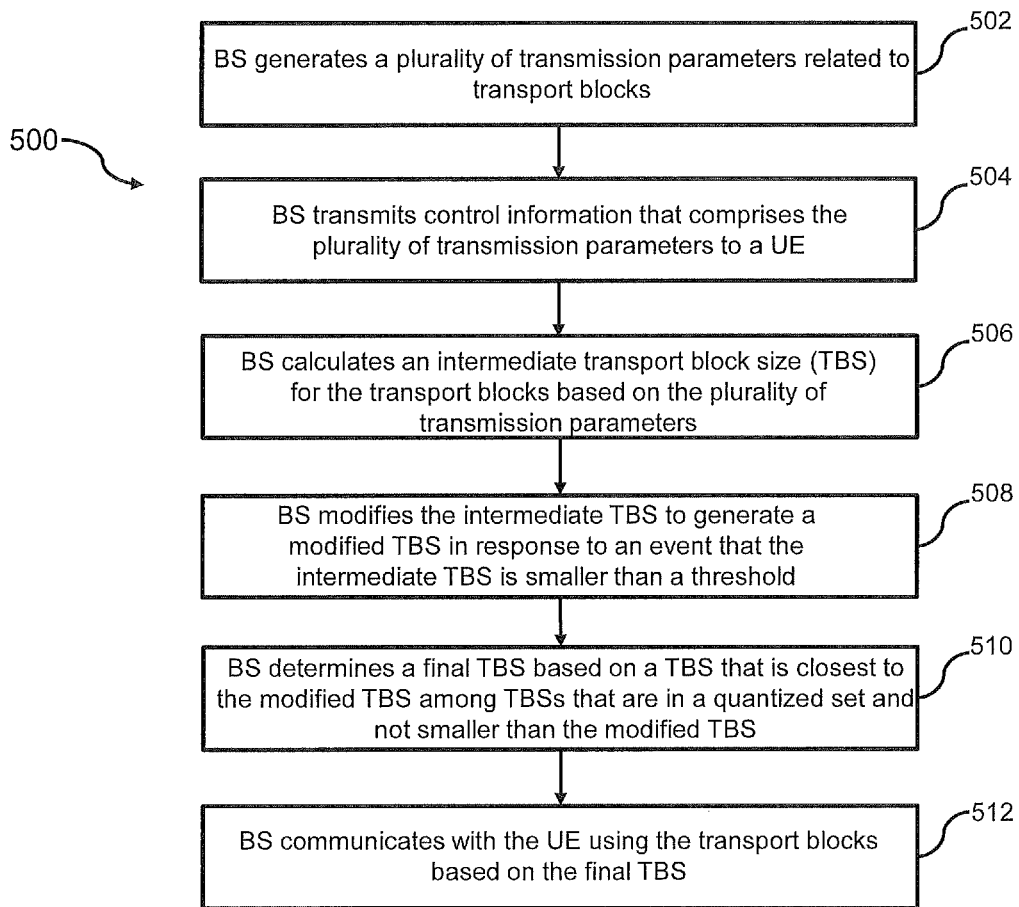 502
BS generates a plurality of transmission parameters related to
transport blocks
500
504
BS transmits control information that comprises the
plurality of transmission parameters to a UE
506
BS calculates an intermediate transport block size (TBS)
for the transport blocks based on the plurality of
transmission parameters
508
BS modifies the intermediate TBS to generate a
modified TBS in response to an event that the
intermediate TBS is smaller than a threshold
510
BS determines a final TBS based on a TBS that is closest to
the modified TBS among TBSs that are in a quantized set and
not smaller than the modified TBS
512
BS communicates with the UE using the transport blocks
based on the final TBS